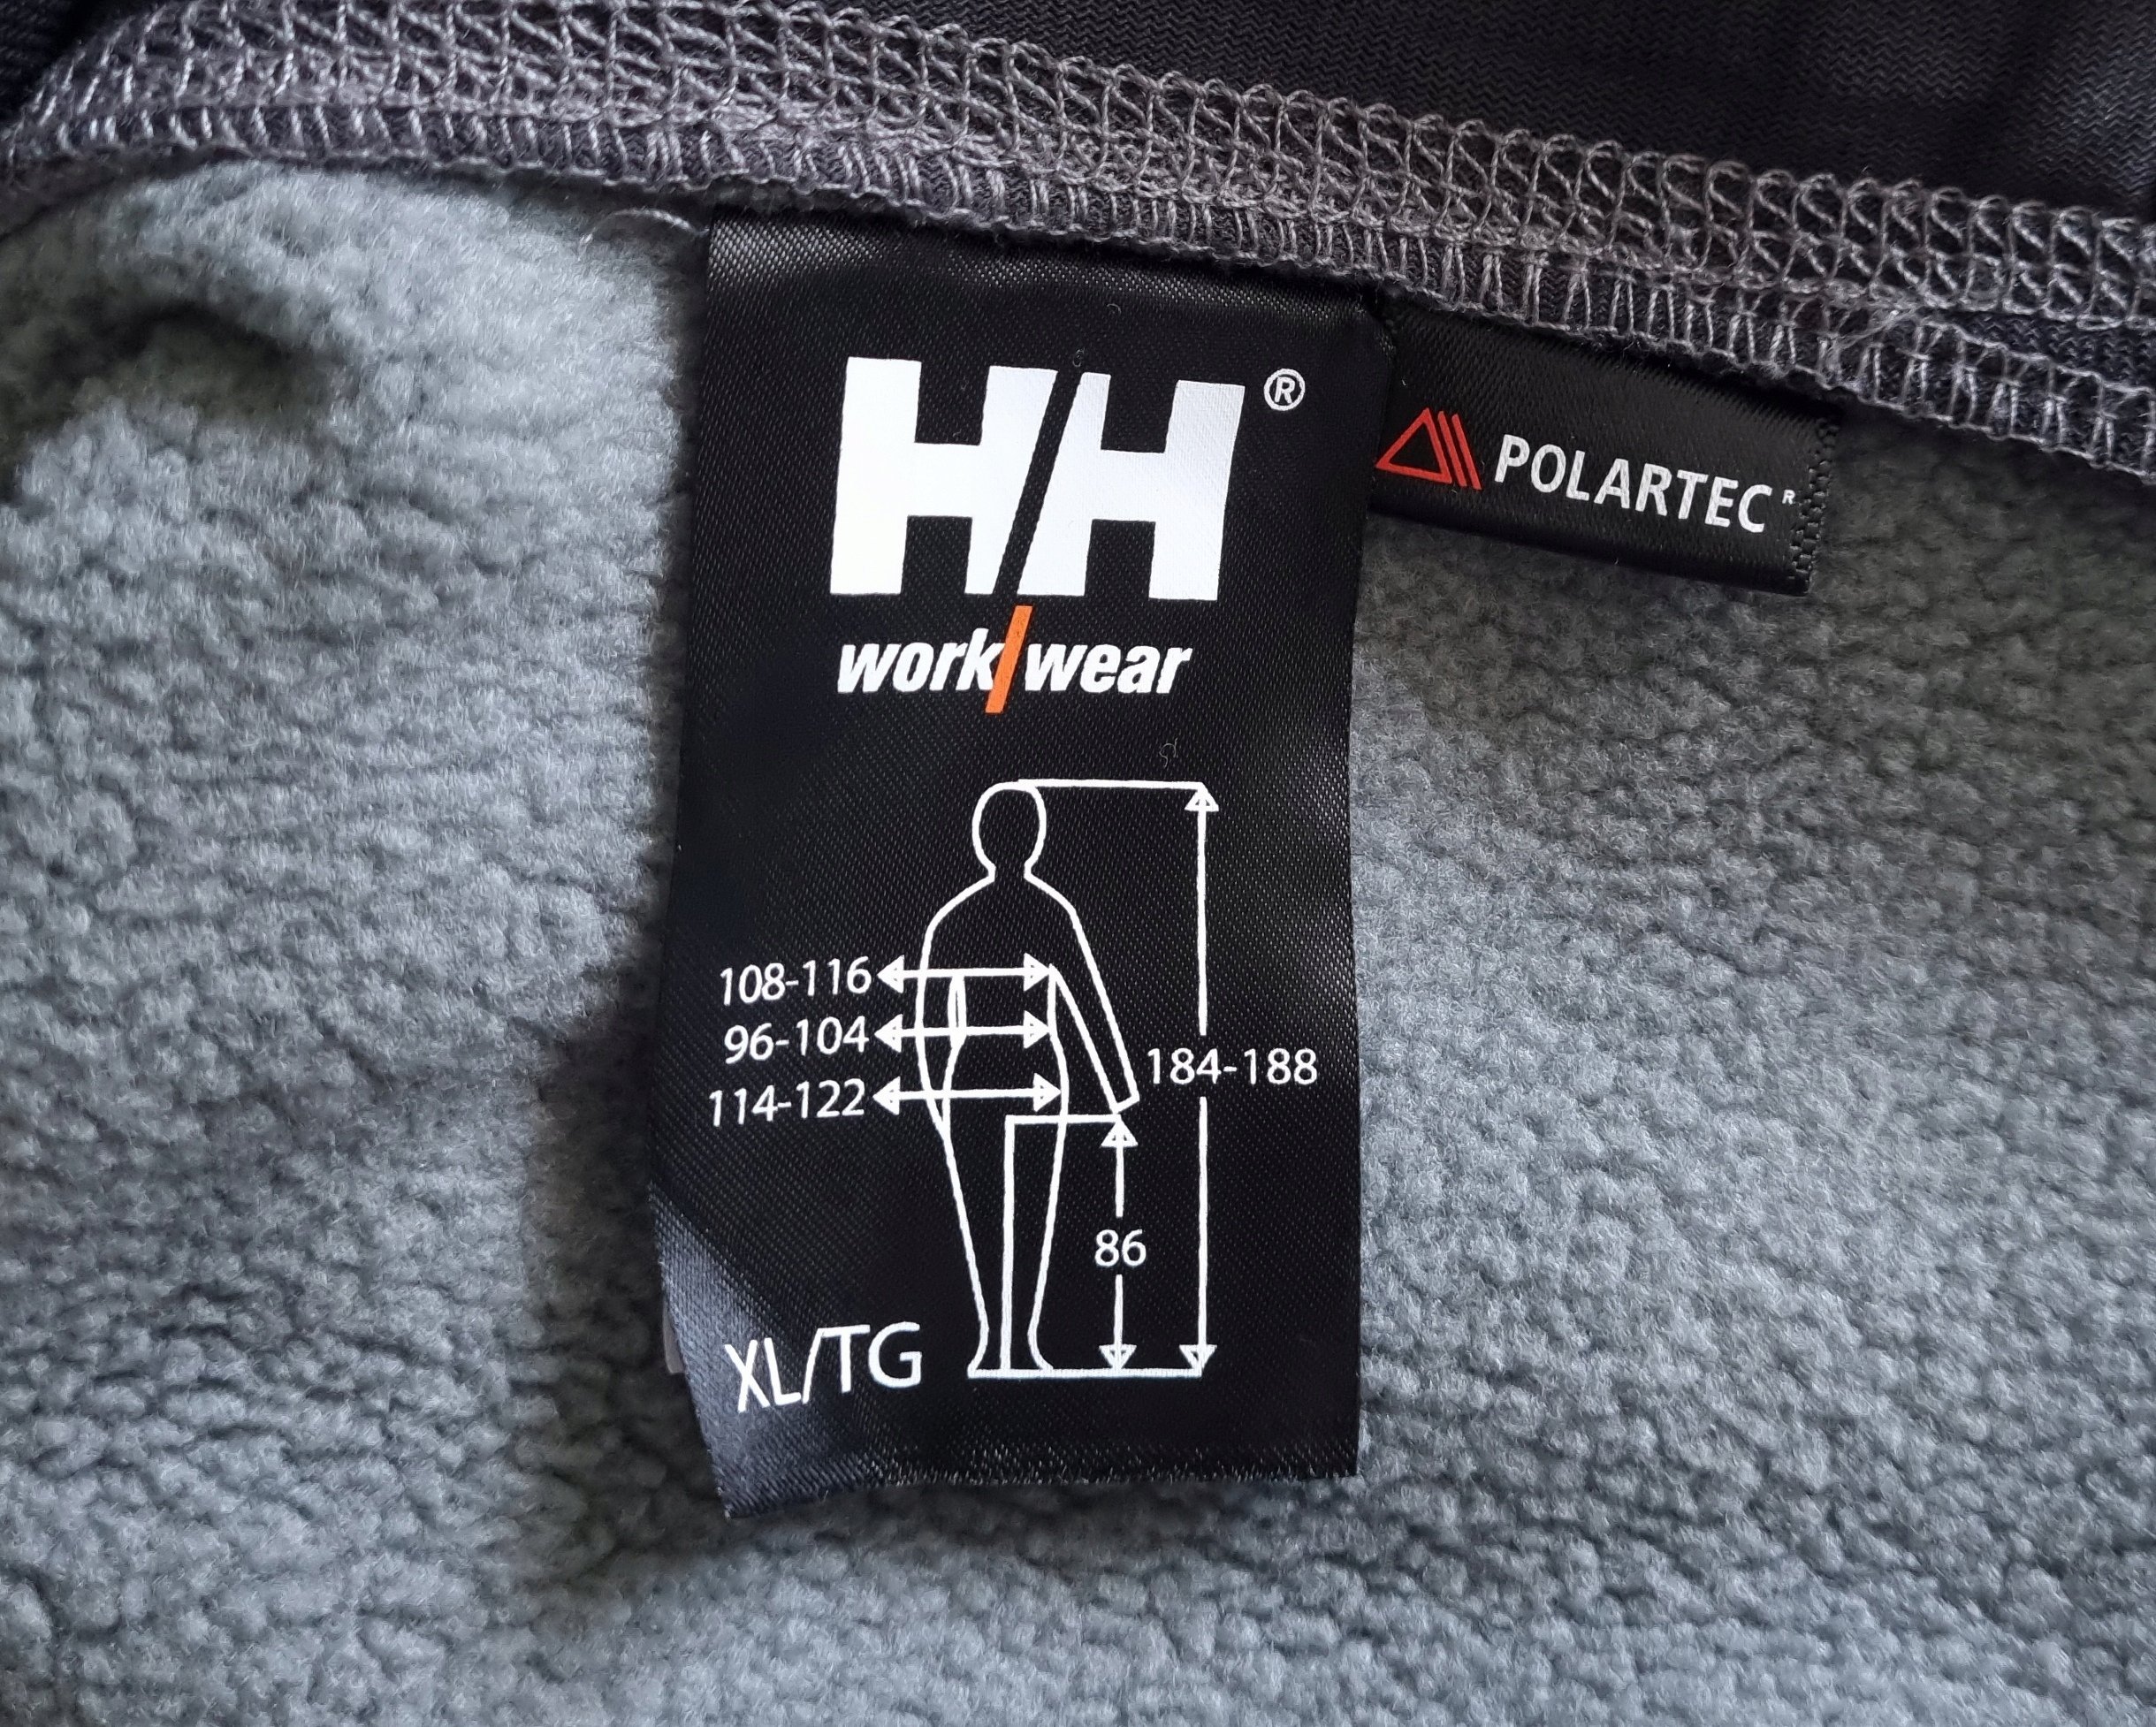 HH®
work/wear
POLARTEC®
108-116
96-104
114-122
184-188
86
XL/TG